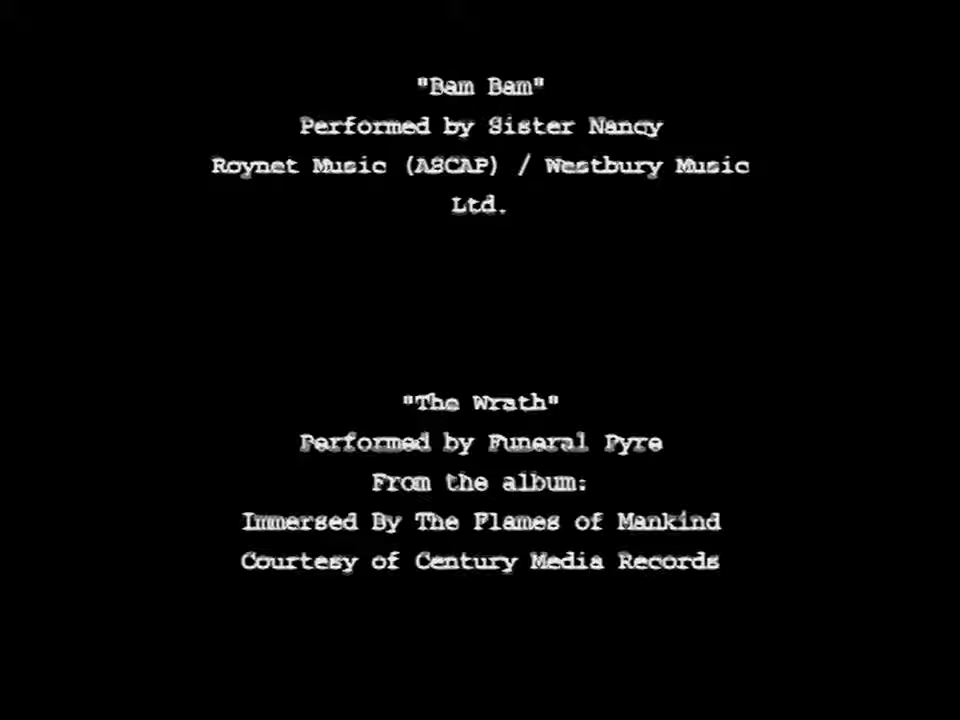 "Bam Bam"
Performed by Sister Nancy
Roynet Music (ASCAP) / Westbury Music
Ltd.
"The Wrath"
Performed by Funeral Pyre
From the album:
Immersed By The Flames of Mankind
Courtesy of Century Media Records